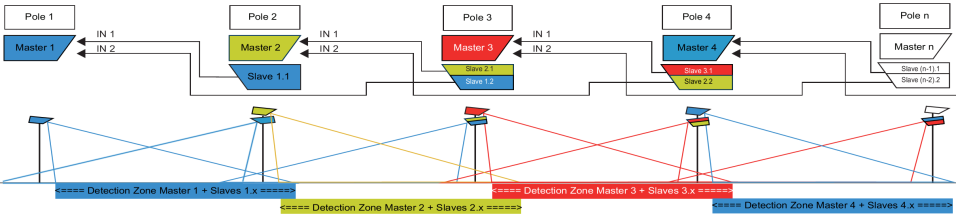 Pole 1 Pole 2 Pole 3 Pole 4 Pole n
IN 1 IN 1 IN 1 IN 1
Master 1 Master 2 Master 3 Master 4 Master n
IN 2 IN 2 IN 2 IN 2
Slave 1.1 Slave 2.1 Slave 3.1 Slave (n-1).1
Slave 1.2 Slave 2.2 Slave (n-2).2
<==== Detection Zone Master 1 + Slaves 1.x =====> <==== Detection Zone Master 3 + Slaves 3.x =====>
<==== Detection Zone Master 2 + Slaves 2.x =====> <==== Detection Zone Master 4 + Slaves 4.x =====>